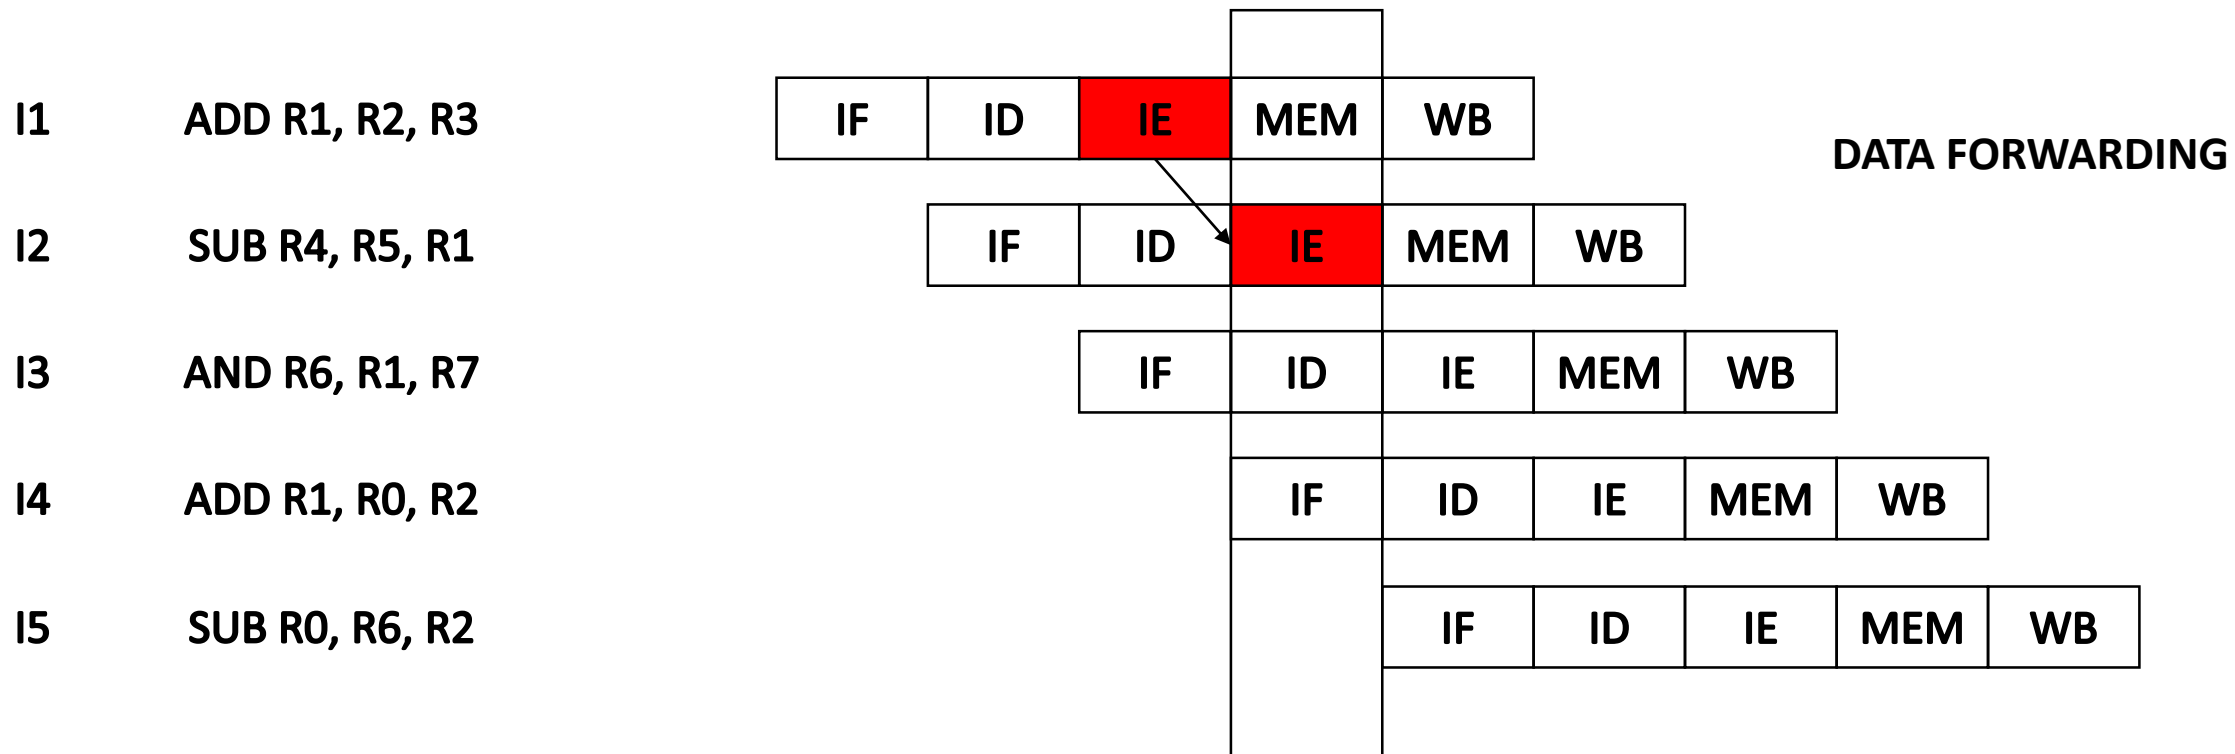 I1 ADD R1, R2, R3 IF ID IE MEM WB
DATA FORWARDING
I2 SUB R4, R5, R1 IF ID IE MEM WB
I3 AND R6, R1, R7 IF ID IE MEM WB
I4 ADD R1, R0, R2 IF ID IE MEM WB
I5 SUB R0, R6, R2 IF ID IE MEM WB